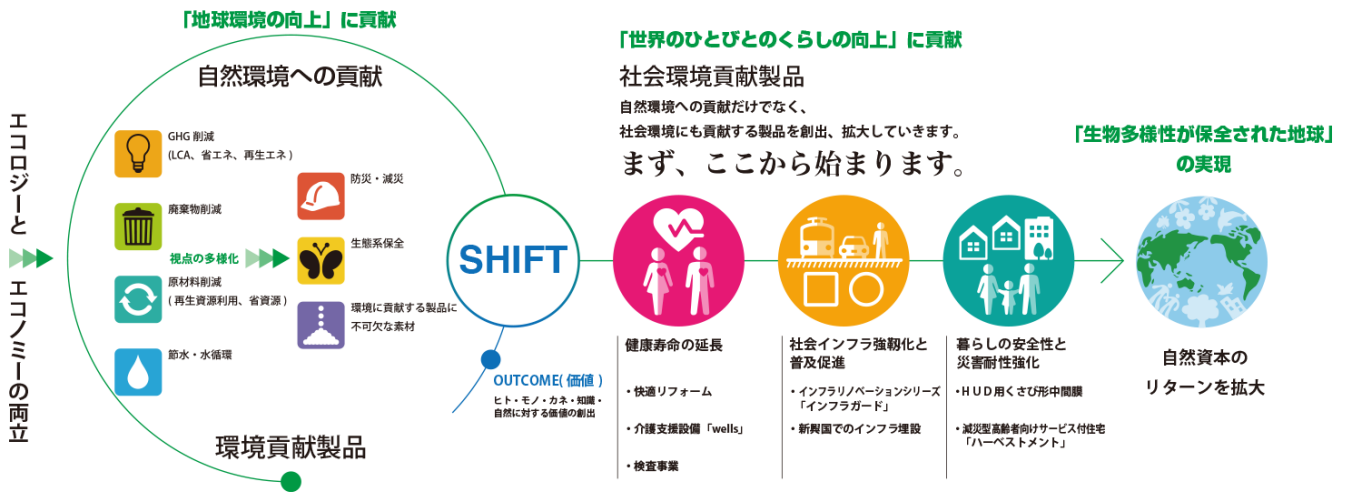 エコロジーと
エコノミーの両立
「地球環境の向上」に貢献
自然環境への貢献
GHG 削減
(LCA、省エネ、再生エネ )
廃棄物削減
視点の多様化
原材料削減
( 再生資源利用、省資源 )
節水・水循環
防災・減災
生態系保全
環境に貢献する製品に
不可欠な素材
環境貢献製品
SHIFT
OUTCOME( 価値 )
ヒト・モノ・カネ・知識・
自然に対する価値の創出
「世界のひとびとのくらしの向上」に貢献
社会環境貢献製品
自然環境への貢献だけでなく、
社会環境にも貢献する製品を創出、拡大していきます。
まず、ここから始まります。
健康寿命の延長
・快適リフォーム
・介護支援設備「wells」
・検査事業
社会インフラ強靱化と
普及促進
・インフラリノベーションシリーズ
「インフラガード」
・新興国でのインフラ埋設
暮らしの安全性と
災害耐性強化
・ＨＵＤ用くさび形中間膜
・減災型高齢者向けサービス付住宅
「ハーベストメント」
「生物多様性が保全された地球」
の実現
自然資本の
リターンを拡大